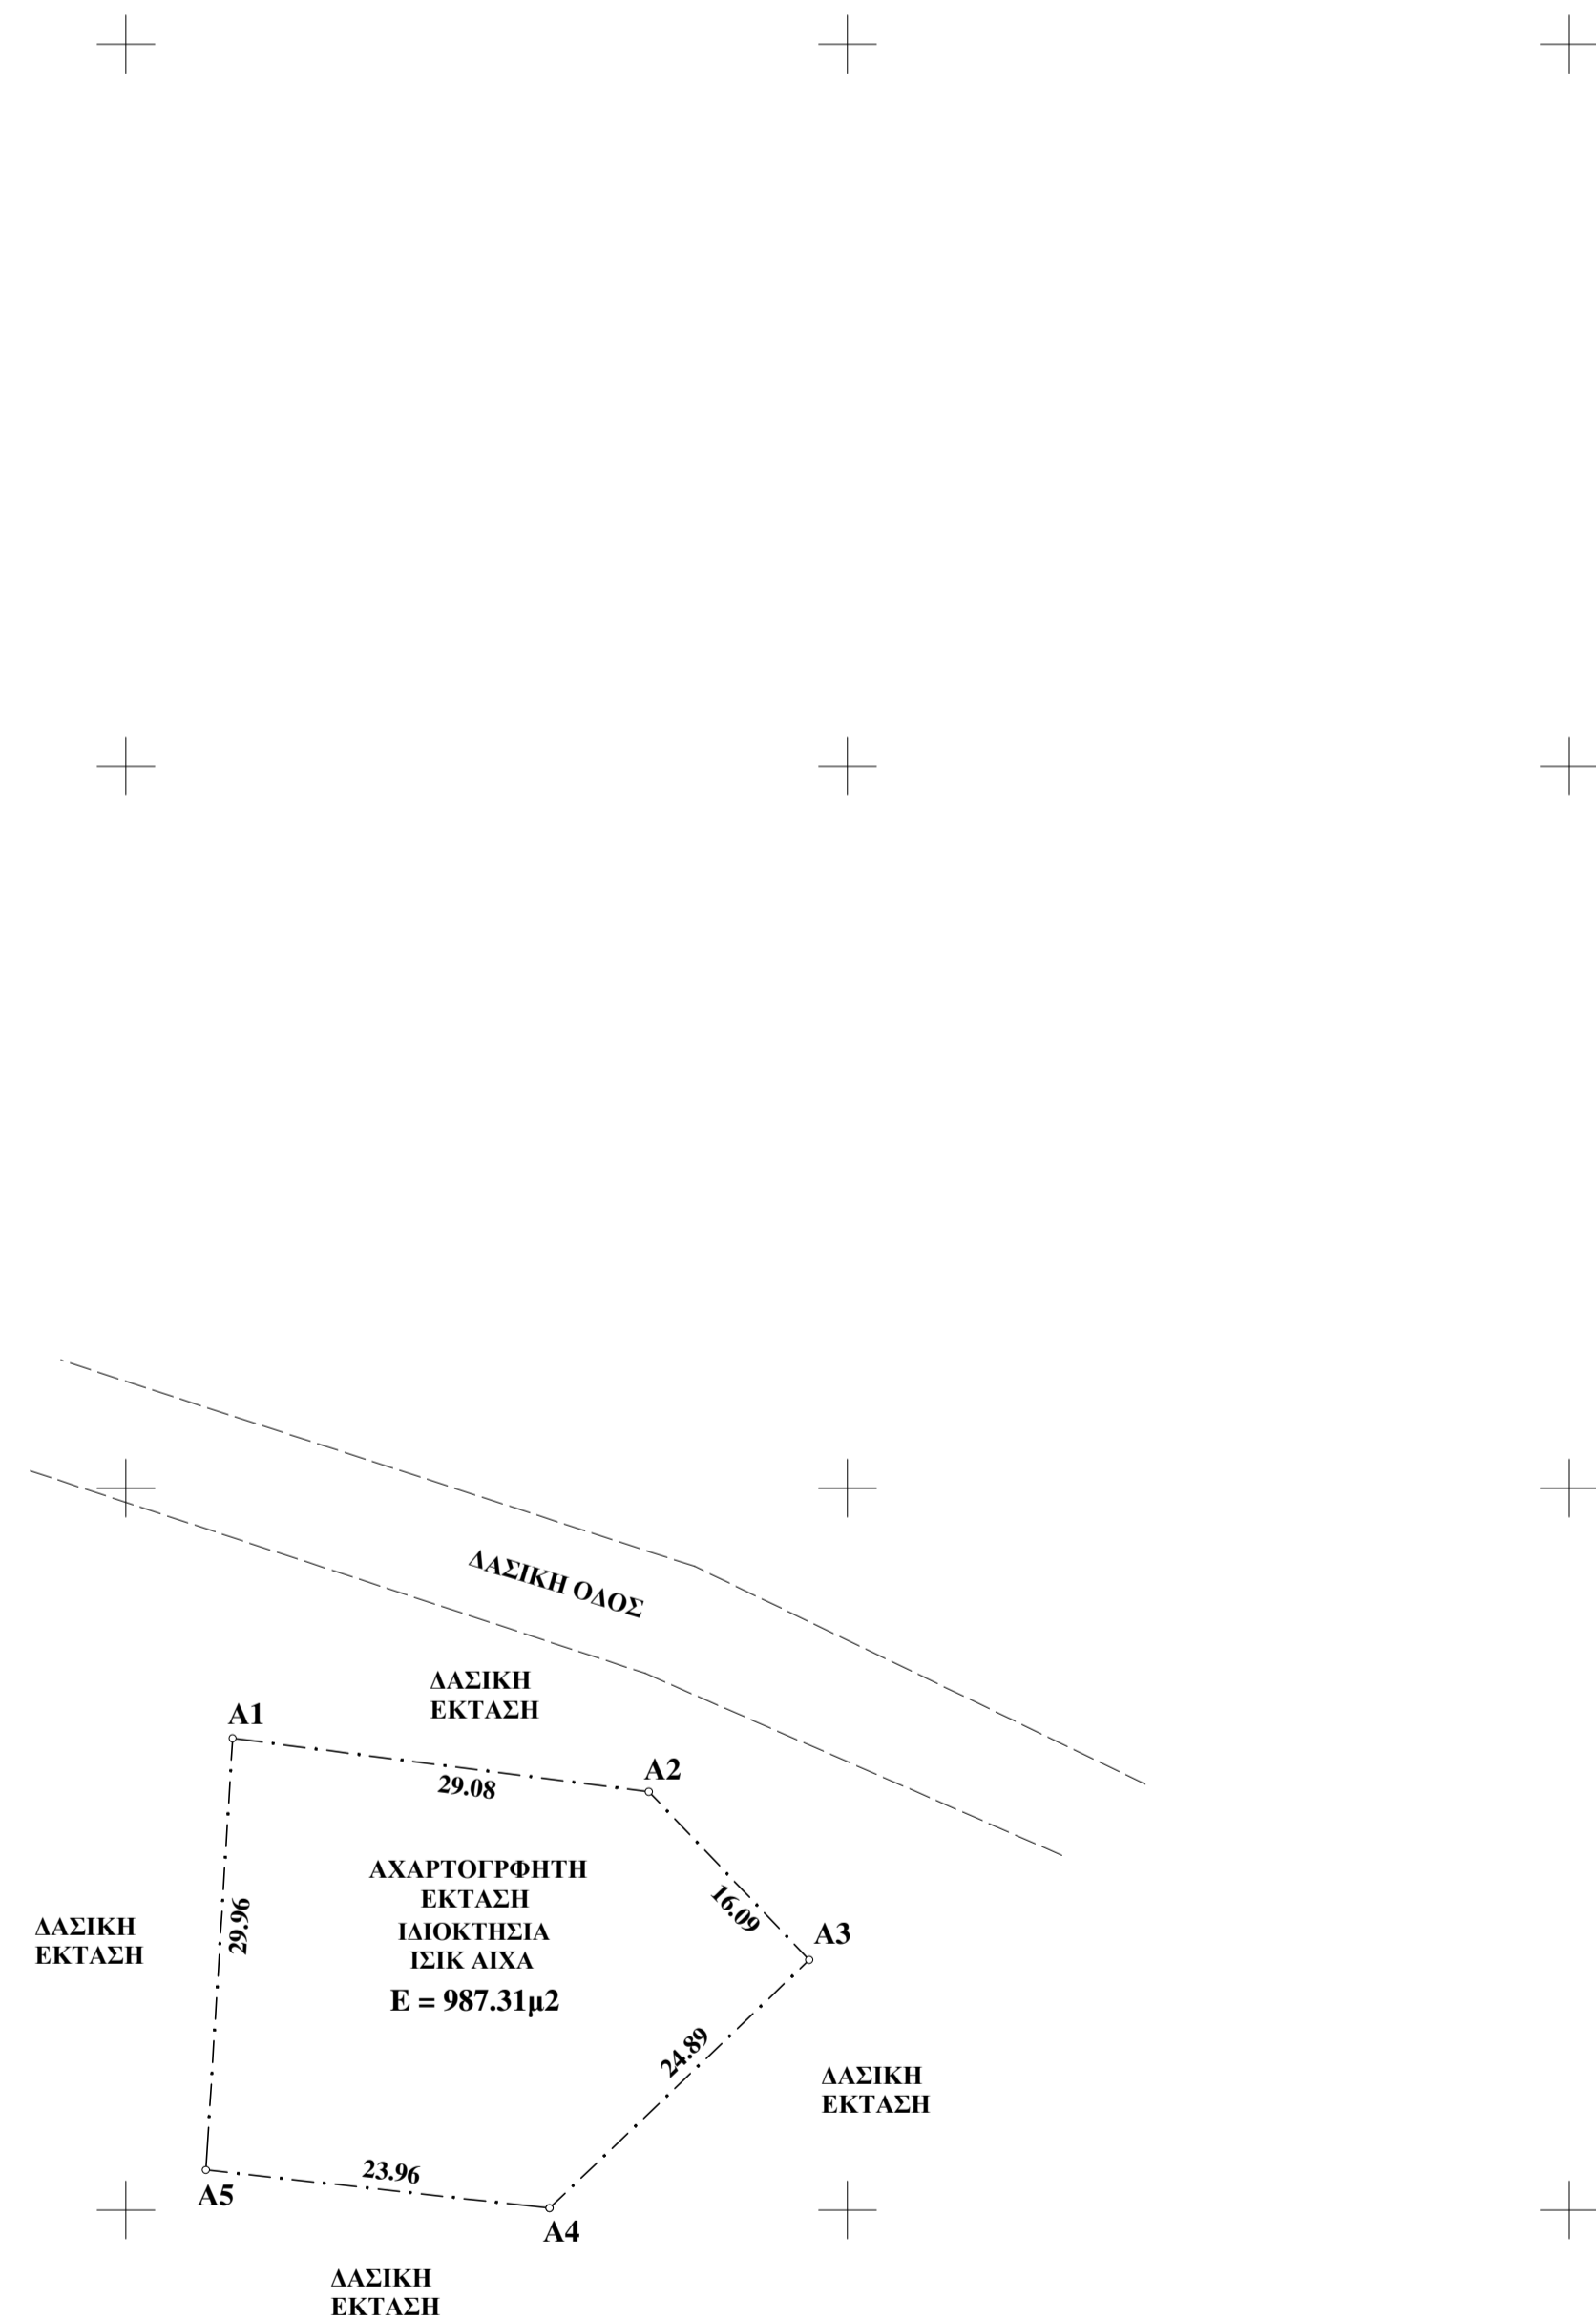 ΔΑΣΙΚΗ ΟΔΟΣ
ΔΑΣΙΚΗ
ΕΚΤΑΣΗ
Α1
Α2
29.08
ΑΧΑΡΤΟΓΡΦΗΤΗ
ΕΚΤΑΣΗ
ΙΔΙΟΚΤΗΣΙΑ
ΙΣΙΚ ΑΙΧΑ
Ε = 987.31μ2
16.09
29.96
ΔΑΣΙΚΗ
ΕΚΤΑΣΗ
Α3
24.89
ΔΑΣΙΚΗ
ΕΚΤΑΣΗ
23.96
Α5
Α4
ΔΑΣΙΚΗ
ΕΚΤΑΣΗ